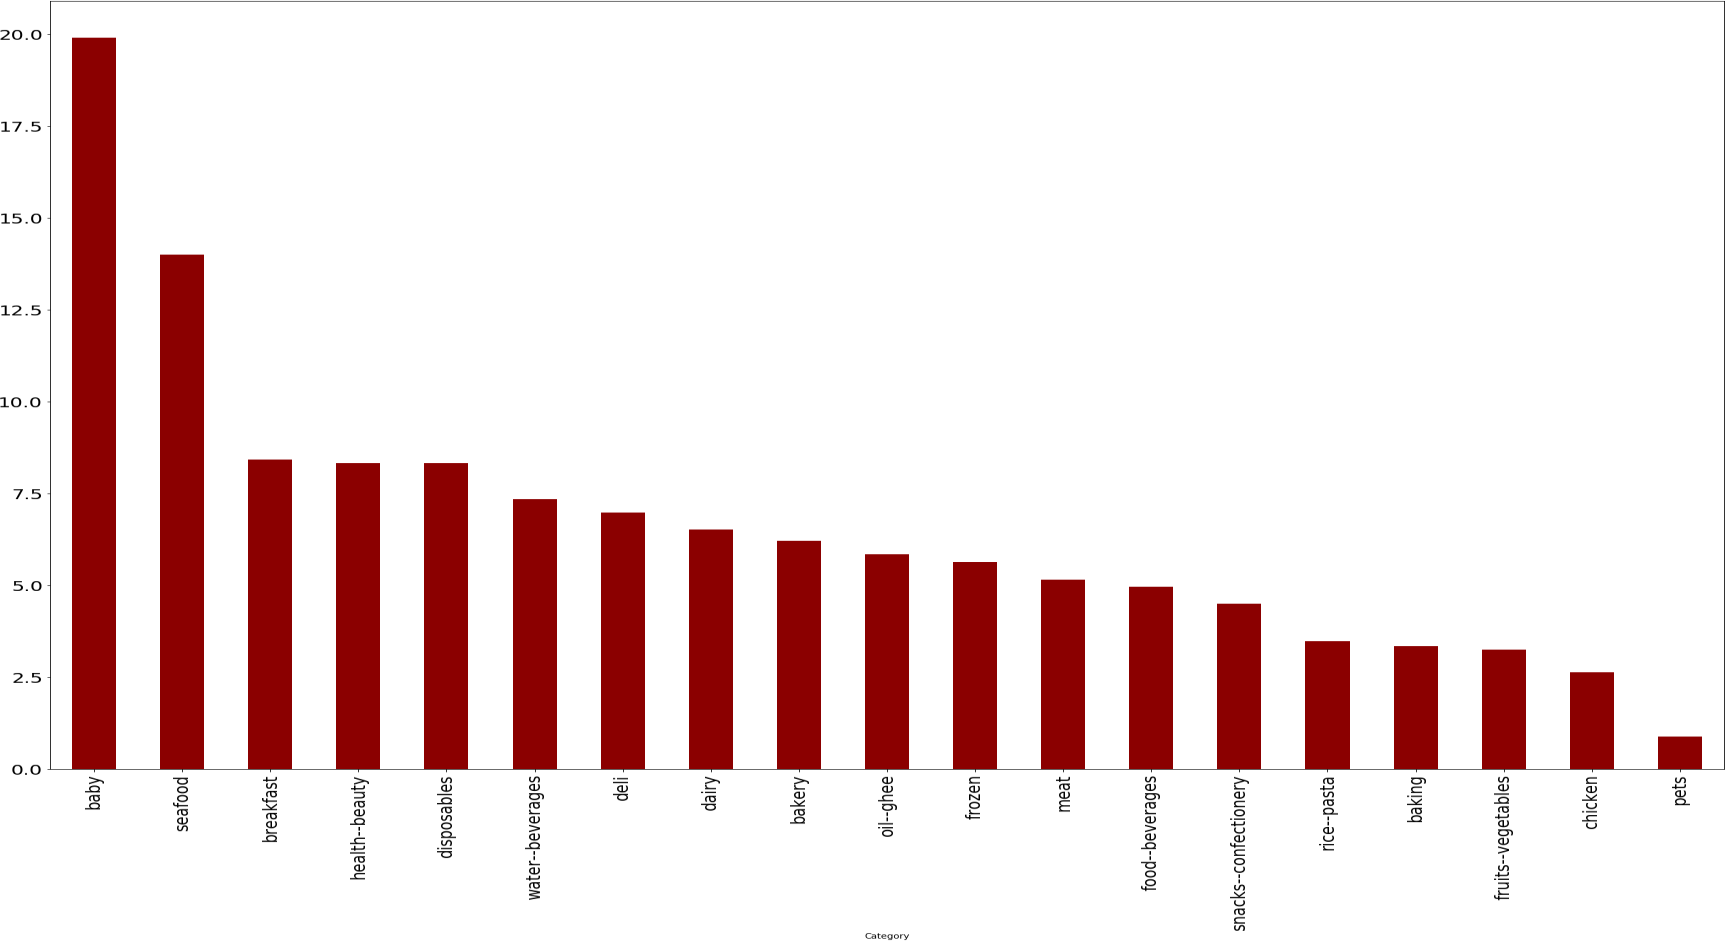 20.0
17.5
15.0
12.5
10.0
7.5
5.0
2.5
0.0
baby
seafood
breakfast
health--beauty
disposables
water--beverages
deli
dairy
bakery
oil--ghee
frozen
meat
food--beverages
snacks--confectionery
rice--pasta
baking
fruits--vegetables
chicken
pets
Category